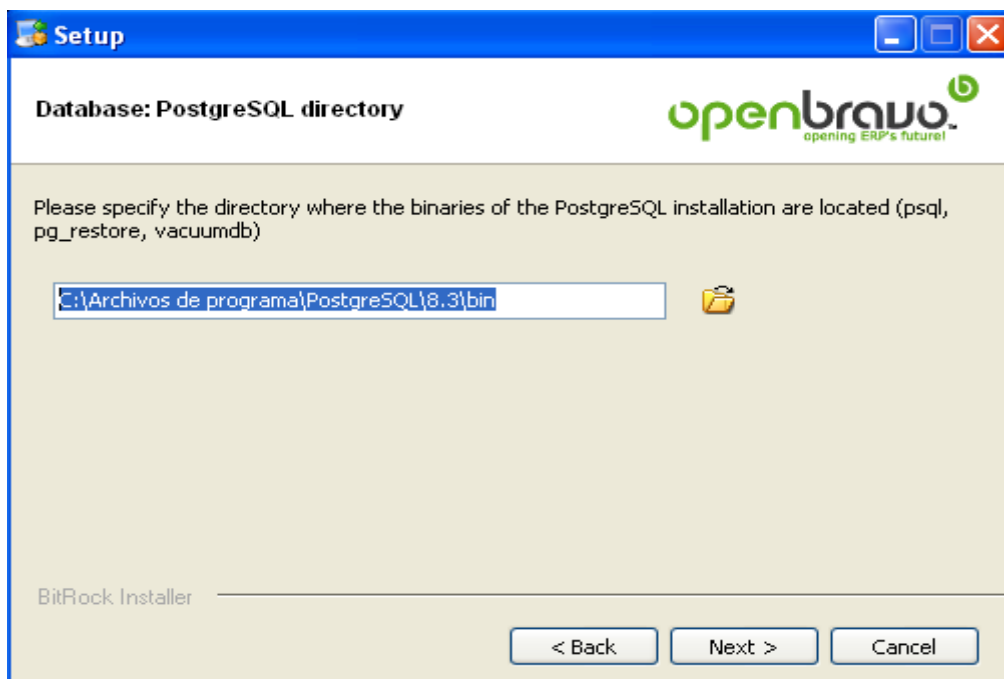 Setup
Database: PostgreSQL directory
openbravo™
opening ERP's future!
Please specify the directory where the binaries of the PostgreSQL installation are located (psql,
pg_restore, vacuumdb)
C:\Archivos de programa\PostgreSQL\8.3\bin
BitRock Installer
< Back
Next >
Cancel